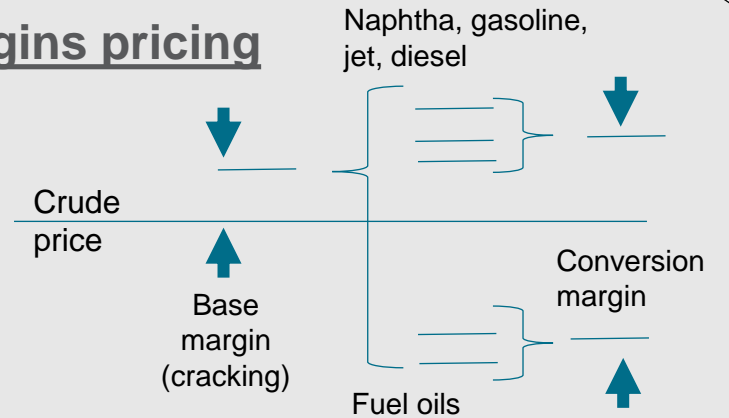 gins pricing
Naphtha, gasoline,
jet, diesel
Crude
price
Base
margin
(cracking)
Conversion
margin
Fuel oils